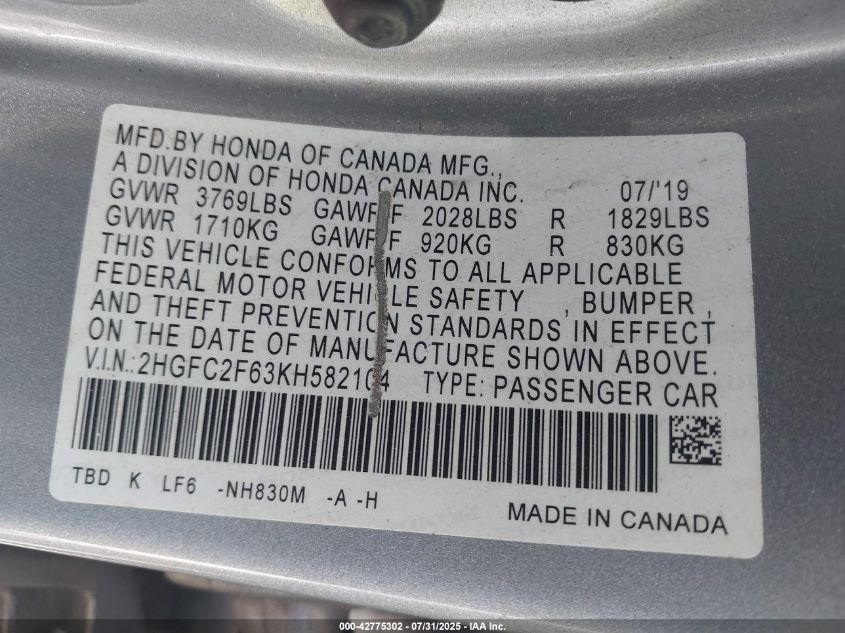 MFD.BY HONDA OF CANADA MFG.,
A DIVISION OF HONDA CANADA INC. 07/'19
GVWR 3769LBS GAWR F 2028LBS R 1829LBS
GVWR 1710KG GAWR F 920KG R 830KG
THIS VEHICLE CONFORMS TO ALL APPLICABLE
FEDERAL MOTOR VEHICLE SAFETY , BUMPER ,
AND THEFT PREVENTION STANDARDS IN EFFECT
ON THE DATE OF MANUFACTURE SHOWN ABOVE.
V.I.N.: 2HGFC2F63KH582104 TYPE: PASSENGER CAR
TBD K LF6 -NH830M -A -H
MADE IN CANADA
000-42775302 - 07/31/2025 - IAA Inc.